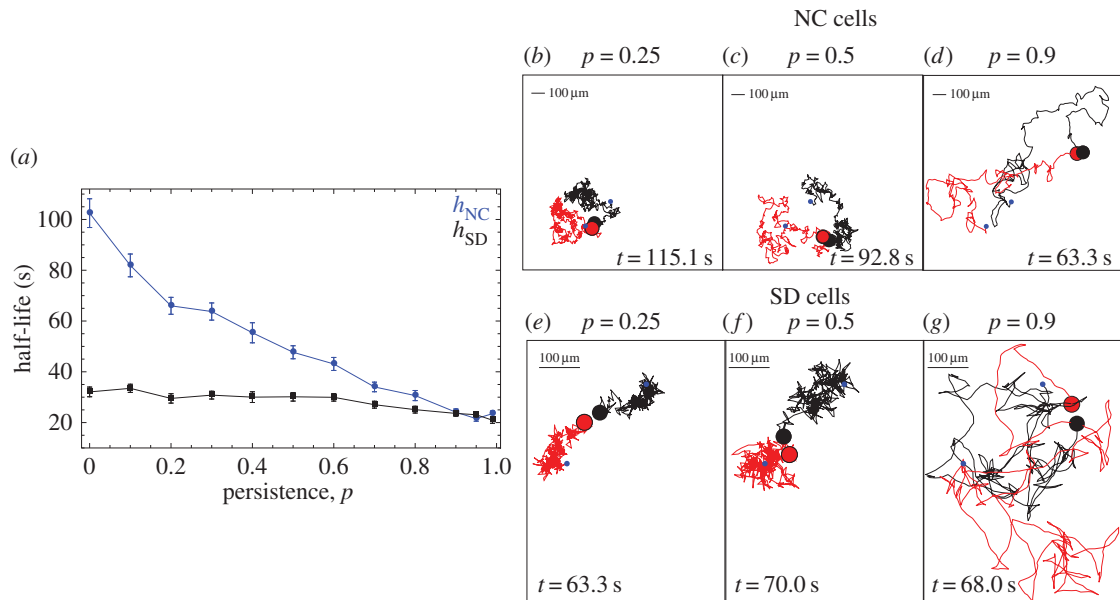 (a)
100
80
60
40
20
0
0.2
0.4
0.6
0.8
1.0
half-life (s)
persistence, p
hNC
hSD
NC cells
(b) p = 0.25
100 µm
t = 115.1 s
(c) p = 0.5
100 µm
t = 92.8 s
(d) p = 0.9
100 µm
t = 63.3 s
SD cells
(e) p = 0.25
100 µm
t = 63.3 s
(f) p = 0.5
100 µm
t = 70.0 s
(g) p = 0.9
100 µm
t = 68.0 s